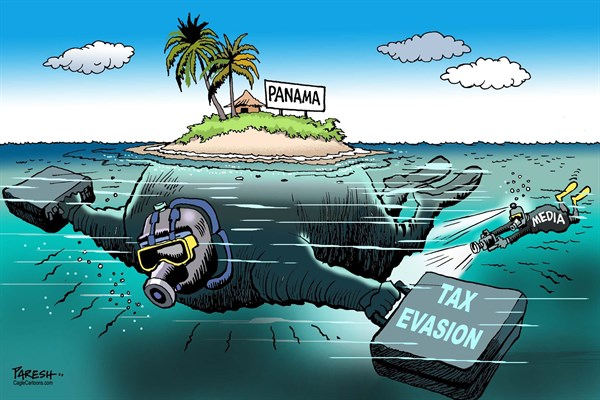 PANAMA
MEDIA
TAX
EVASION
PARESH..
CagleCartoons.com